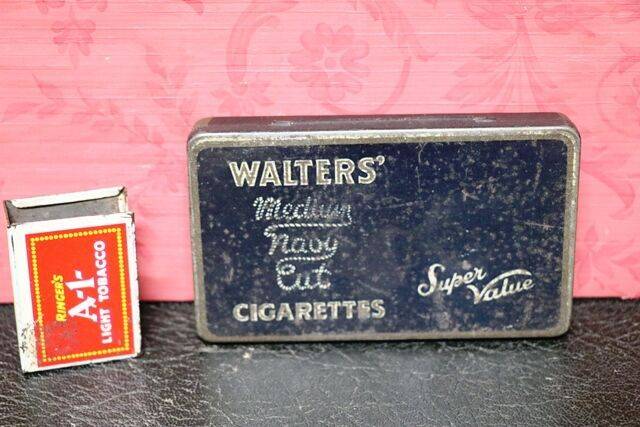 RINGER'S
A-1-
LIGHT TOBACCO
WALTERS'
Medium
Navy
Cut
CIGARETTES
Super
Value